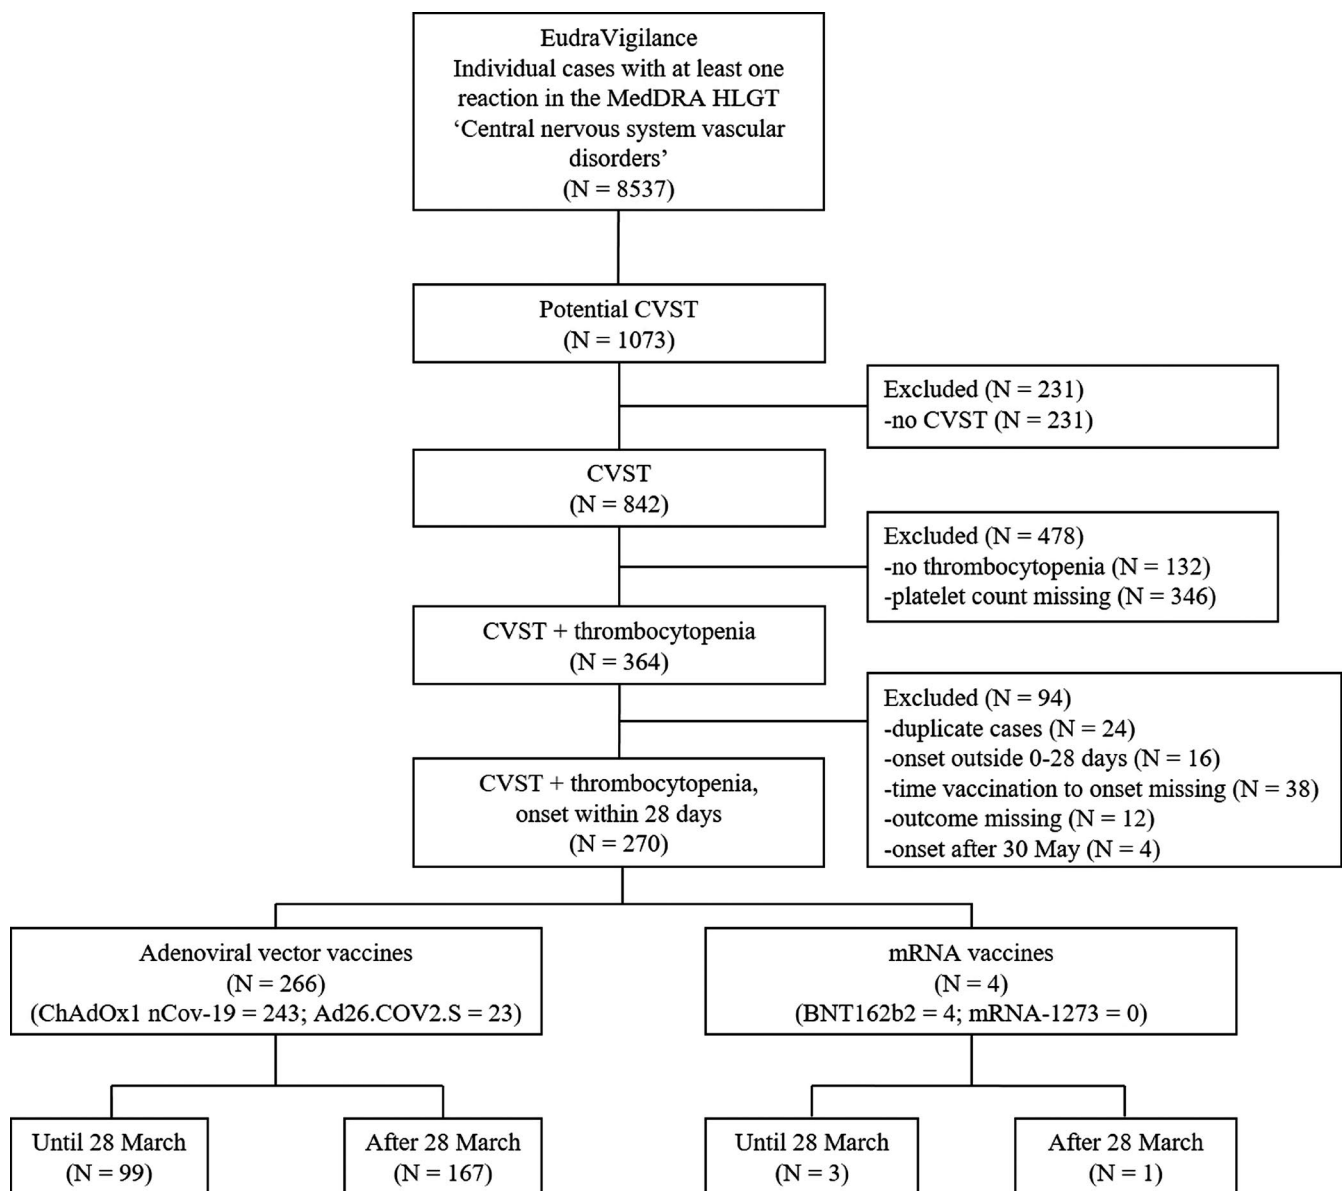 EudraVigilance
Individual cases with at least one
reaction in the MedDRA HLGT
‘Central nervous system vascular
disorders’
(N = 8537)
Potential CVST
(N = 1073)
Excluded (N = 231)
-no CVST (N = 231)
CVST
(N = 842)
Excluded (N = 478)
-no thrombocytopenia (N = 132)
-platelet count missing (N = 346)
CVST + thrombocytopenia
(N = 364)
Excluded (N = 94)
-duplicate cases (N = 24)
-onset outside 0-28 days (N = 16)
-time vaccination to onset missing (N = 38)
-outcome missing (N = 12)
-onset after 30 May (N = 4)
CVST + thrombocytopenia,
onset within 28 days
(N = 270)
Adenoviral vector vaccines
(N = 266)
(ChAdOx1 nCov-19 = 243; Ad26.COV2.S = 23)
mRNA vaccines
(N = 4)
(BNT162b2 = 4; mRNA-1273 = 0)
Until 28 March
(N = 99)
After 28 March
(N = 167)
Until 28 March
(N = 3)
After 28 March
(N = 1)